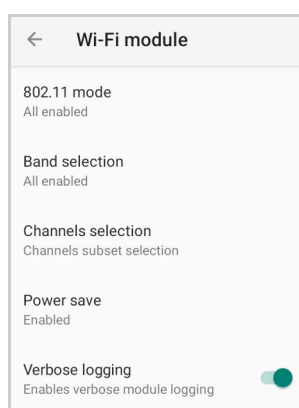 Wi-Fi module
802.11 mode
All enabled
Band selection
All enabled
Channels selection
Channels subset selection
Power save
Enabled
Verbose logging
Enables verbose module logging